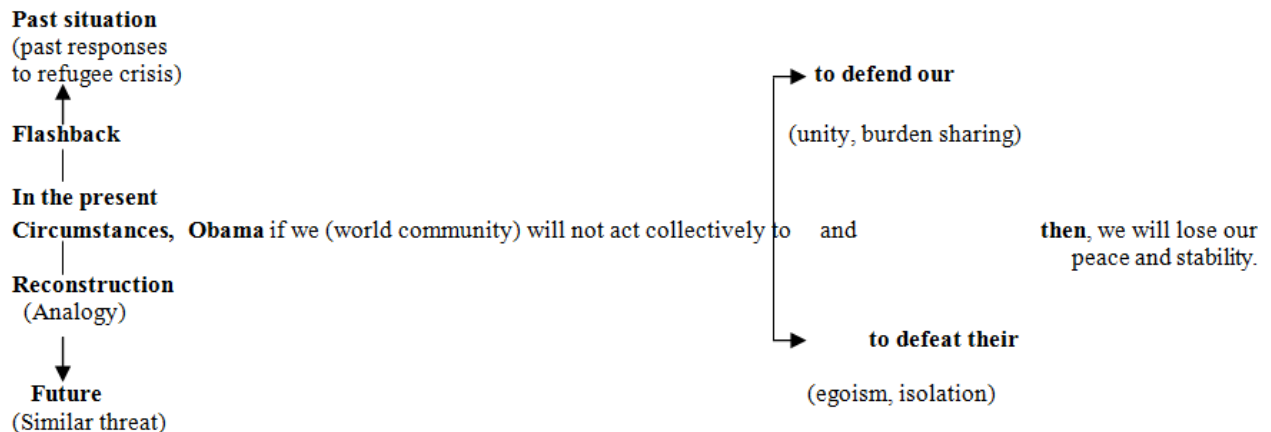 Past situation
(past responses
to refugee crisis)
to defend our
Flashback
(unity, burden sharing)
In the present
Circumstances, Obama if we (world community) will not act collectively to and then, we will lose our
peace and stability.
Reconstruction
(Analogy)
to defeat their
Future
(egoism, isolation)
(Similar threat)